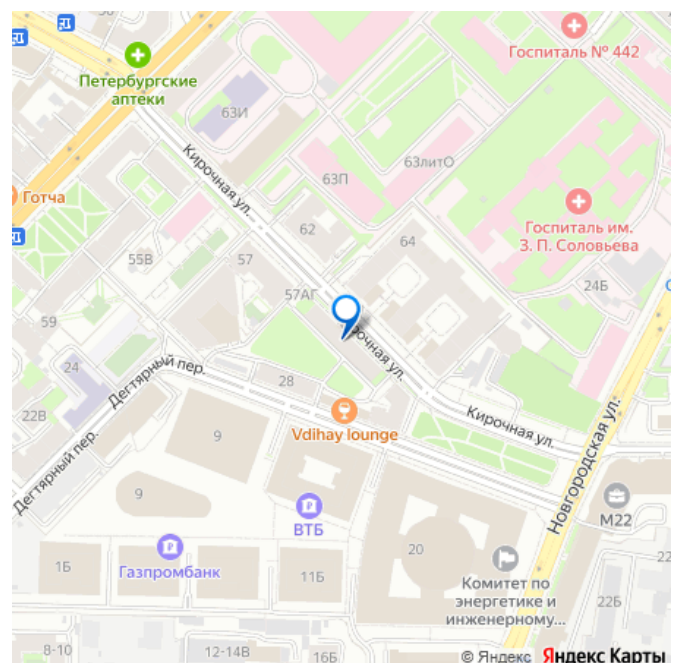 Госпиталь № 442
Петербургские
аптеки
63И
Кирочная ул.
63П
63литО
Готча
Госпиталь им.
З. П. Соловьева
62
64
55В
57
24Б
57АГ
59
Кирочная ул.
24
Дегтярный пер.
28
22В
Vdihay lounge
Кирочная ул.
Новгородская ул.
9
Дегтярный пер.
9
М22
ВТБ
20
1Б
Газпромбанк
11Б
Комитет по
энергетике и
инженерному...
22
22Б
8-10
12-14В
16Б
© Яндекс Яндекс Карты